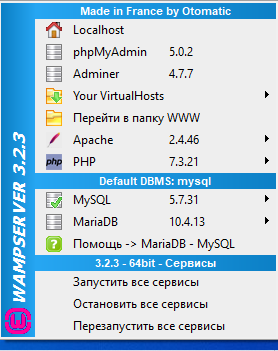 Made in France by Otomatic
Localhost
phpMyAdmin 5.0.2
Adminer 4.7.7
Your VirtualHosts
Перейти в папку WWW
Apache 2.4.46
php PHP 7.3.21
Default DBMS: mysql
MySQL 5.7.31
MariaDB 10.4.13
Помощь -> MariaDB - MySQL
3.2.3 - 64bit - Сервисы
Запустить все сервисы
Остановить все сервисы
Перезапустить все сервисы
WAMPSERVER 3.2.3